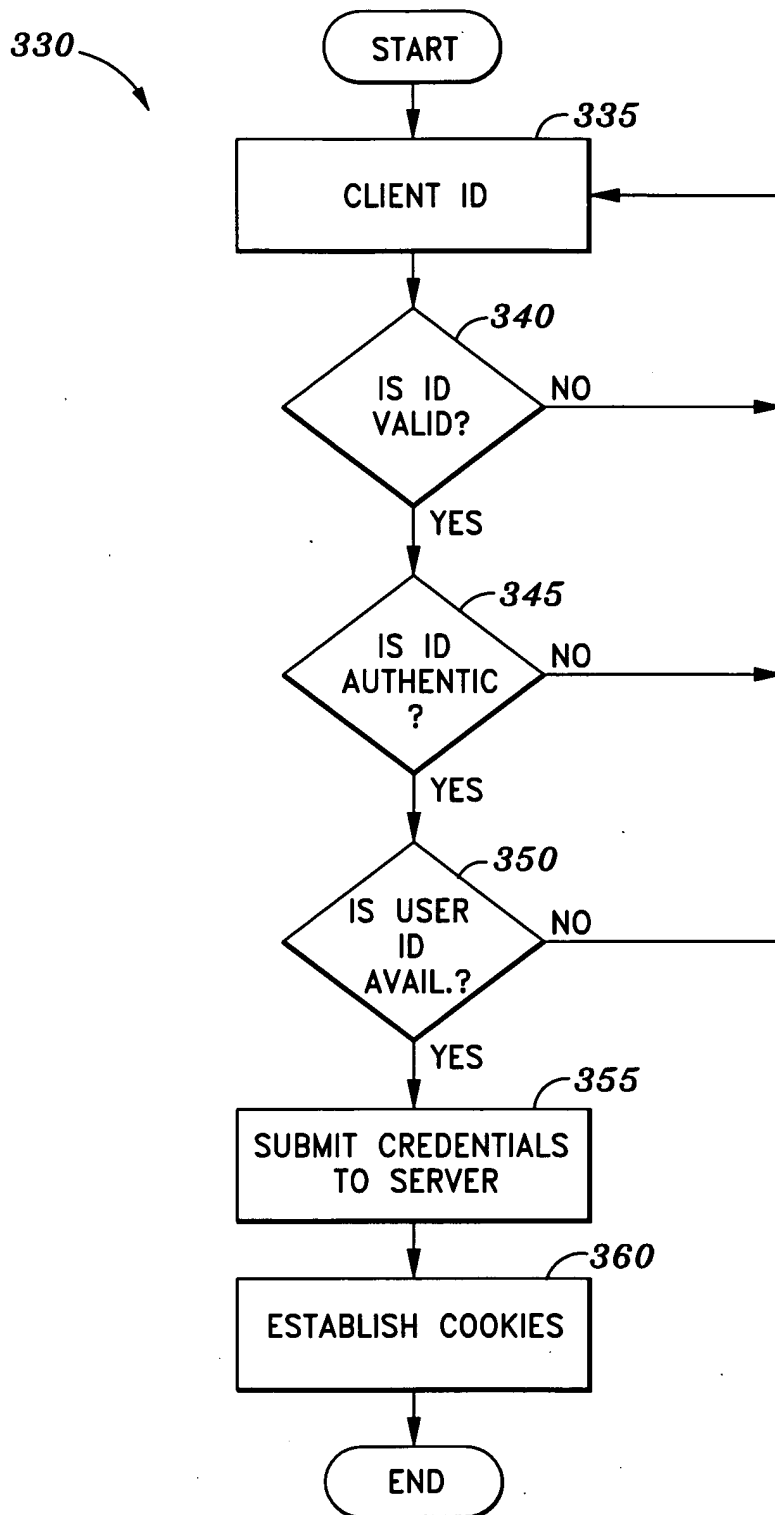 330
START
335
CLIENT ID
340
IS ID
VALID?
NO
YES
345
IS ID
AUTHENTIC
?
NO
YES
350
IS USER
ID
AVAIL.?
NO
YES
355
SUBMIT CREDENTIALS
TO SERVER
360
ESTABLISH COOKIES
END